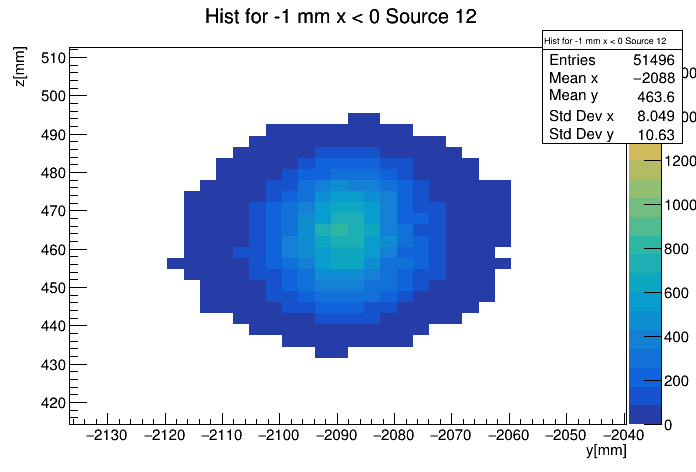 Hist for -1 mm x < 0 Source 12
z[mm]
Hist for -1 mm x < 0 Source 12
Entries 51496
Mean x −2088
Mean y 463.6
Std Dev x 8.049
Std Dev y 10.63
510
500
490
480
470
460
450
440
430
420
1200
1000
800
600
400
200
0
−2130 −2120 −2110 −2100 −2090 −2080 −2070 −2060 −2050 −2040
y[mm]